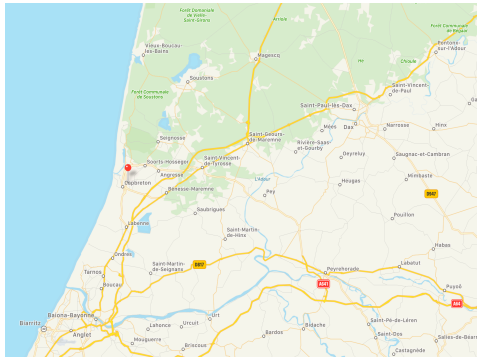 Forêt Domaniale
de Vielle-
Saint-Girons
Arriola
Forêt Communale
de Bégaar
Pontonx-
sur-l'Adour
Vieux-Boucau-
les-Bains
Magescq
Soustons
Forêt Communale
de Soustons
Saint-Vincent-
de-Paul
Saint-Paul-lès-Dax
Mées
Dax
Narrosse
Hinx
Seignosse
Saint-Geours-
de-Maremne
Rivière-Saas-
et-Gourby
Oeyreluy
Saugnac-et-Cambran
Soorts-Hossegor
Saint-Vincent-
de-Tyrosse
Angresse
Capbreton
Benesse-Maremne
L'Adour
Pey
Heugas
Mimbaste
D947
Saubrigues
Pouillon
Labenne
Saint-Martin-
de-Hinx
Habas
Ondres
Saint-Martin-
de-Seignanx
D817
Tarnos
Boucau
Peyrehorade
Labatut
A641
Puyoô
A64
Biarritz
Baiona-Bayonne
Anglet
Lahonce
Urcuit
Urt
Mouguerre
Briscous
Bardos
Bidache
Saint-Pé-de-Léren
Saint-Dos
Salies-de-Béarn
Castagnède